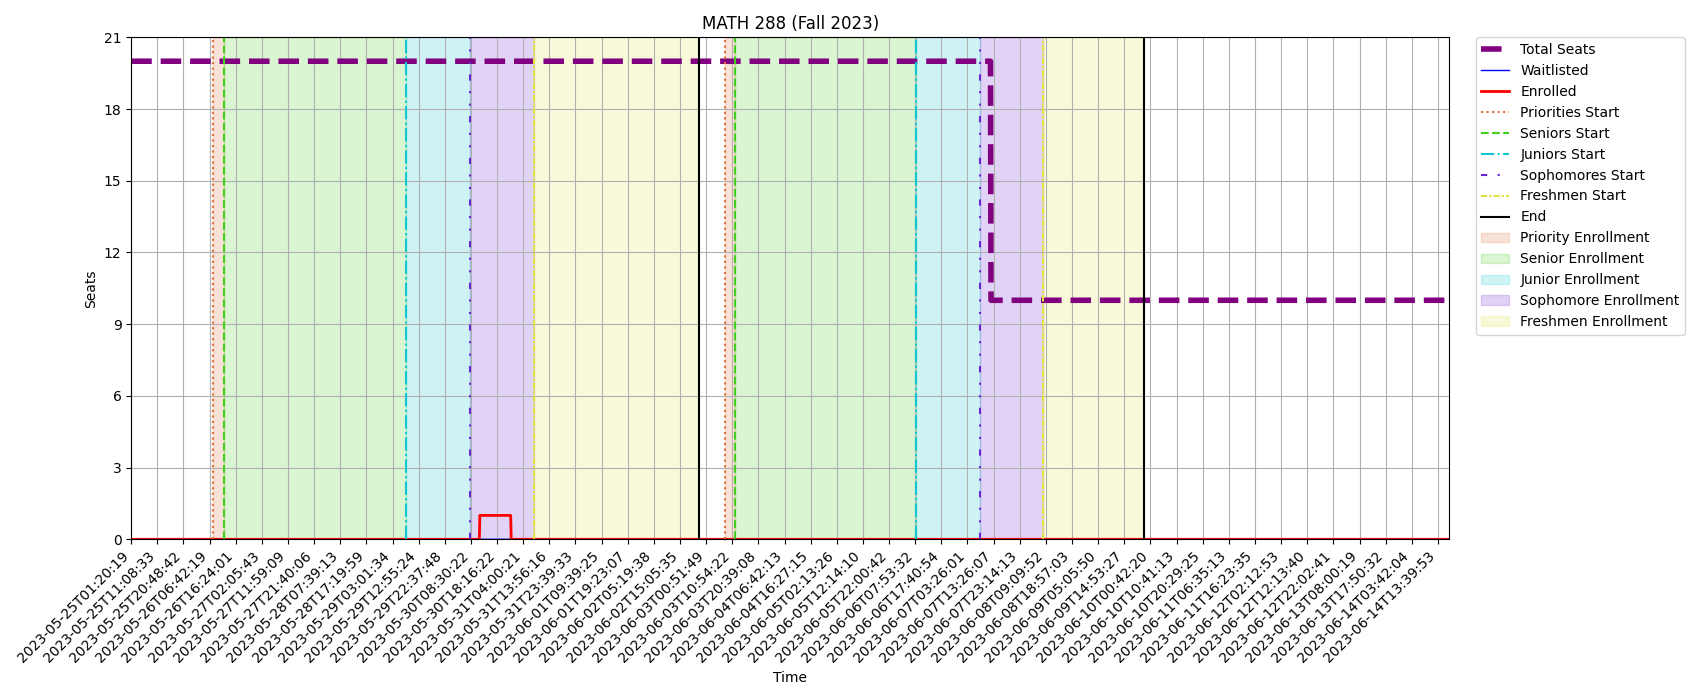 MATH 288 (Fall 2023)
21
18
15
12
9
6
3
0
Seats
2023-05-25T01:20:19
2023-05-25T11:08:33
2023-05-25T20:48:42
2023-05-26T06:42:19
2023-05-26T16:24:01
2023-05-27T02:05:43
2023-05-27T11:59:09
2023-05-27T21:40:06
2023-05-28T07:39:13
2023-05-28T17:19:59
2023-05-29T03:01:34
2023-05-29T12:55:24
2023-05-29T22:37:48
2023-05-30T08:30:22
2023-05-30T18:16:22
2023-05-31T04:00:21
2023-05-31T13:56:16
2023-05-31T23:39:33
2023-06-01T09:39:25
2023-06-01T19:23:07
2023-06-02T05:19:38
2023-06-02T15:05:35
2023-06-03T00:51:49
2023-06-03T10:54:22
2023-06-03T20:39:08
2023-06-04T06:42:13
2023-06-04T16:27:15
2023-06-05T02:13:26
2023-06-05T12:14:10
2023-06-05T22:00:42
2023-06-06T07:53:32
2023-06-06T17:40:54
2023-06-07T03:26:01
2023-06-07T13:26:07
2023-06-07T23:14:13
2023-06-08T09:09:52
2023-06-08T18:57:03
2023-06-09T05:05:50
2023-06-09T14:53:27
2023-06-10T00:42:20
2023-06-10T10:41:13
2023-06-10T20:29:25
2023-06-11T06:35:13
2023-06-11T16:23:35
2023-06-12T02:12:53
2023-06-12T12:13:40
2023-06-12T22:02:41
2023-06-13T08:00:19
2023-06-13T17:50:32
2023-06-14T03:42:04
2023-06-14T13:39:53
Time
Total Seats
Waitlisted
Enrolled
Priorities Start
Seniors Start
Juniors Start
Sophomores Start
Freshmen Start
End
Priority Enrollment
Senior Enrollment
Junior Enrollment
Sophomore Enrollment
Freshmen Enrollment